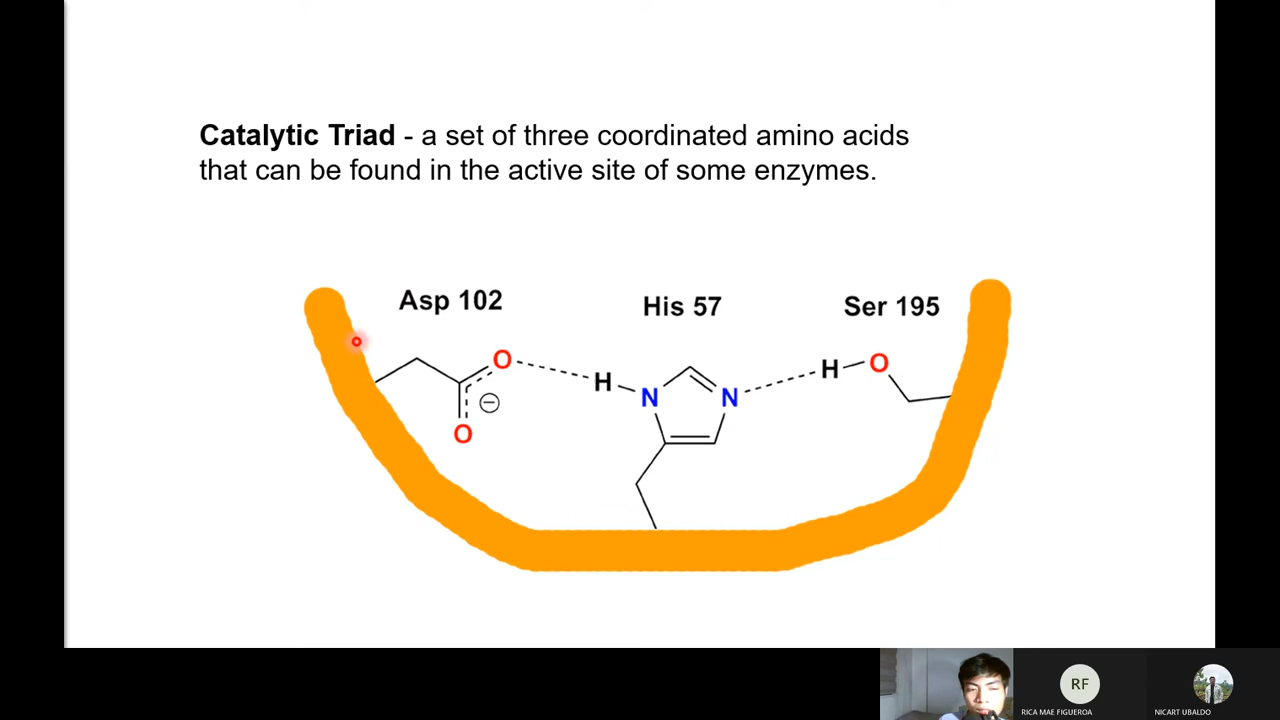 Catalytic Triad - a set of three coordinated amino acids
that can be found in the active site of some enzymes.
Asp 102
His 57
Ser 195
O
H
N
N
H
O
O
RF
RICA MAE FIGUEROA
NICART UBALDO